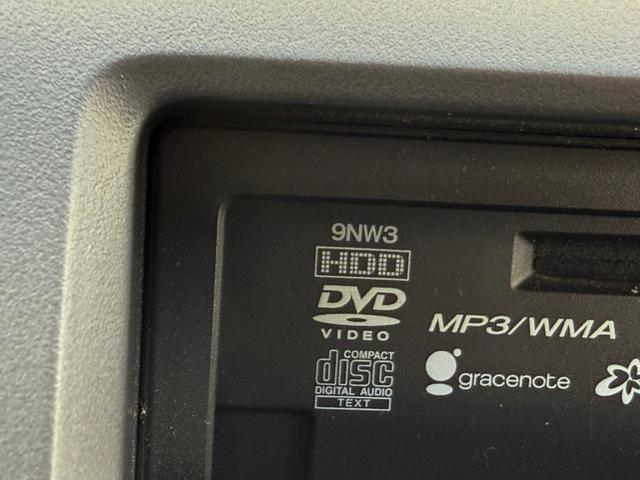 9NW3
HDD
DVD
VIDEO
MP3/WMA
COMPACT
disc
DIGITAL AUDIO
TEXT
gracenote